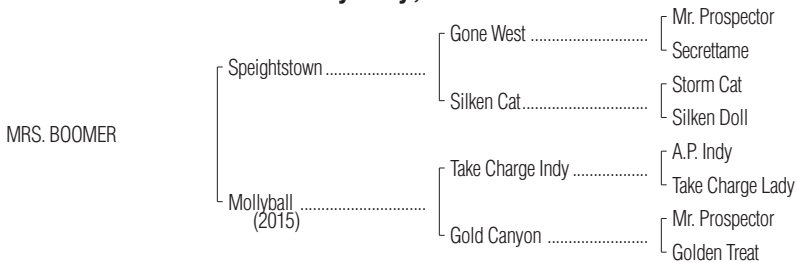 Mr. Prospector
Gone West ........................
Secrettame
Speightstown .........................
Storm Cat
Silken Cat..........................
Silken Doll
MRS. BOOMER
A.P. Indy
Take Charge Indy ...............
Take Charge Lady
Mollyball ...............................
(2015)
Mr. Prospector
Gold Canyon .....................
Golden Treat